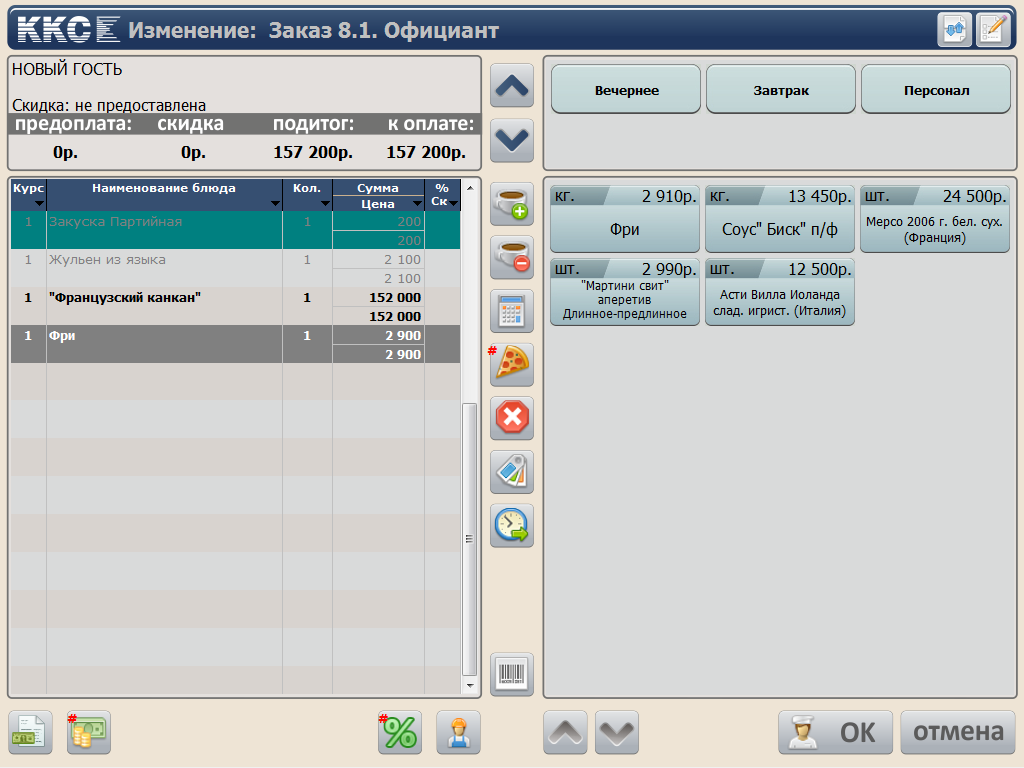 ККС Изменение: Заказ 8.1. Официант
НОВЫЙ ГОСТЬ
Скидка: не предоставлена
предоплата: скидка подитог: к оплате:
0р. 0р. 157 200р. 157 200р.
Вечернее Завтрак Персонал
Курс Наименование блюда Кол. Сумма %
Цена Ск
1 Закуска Партийная 1 200
200
1 Жульен из языка 1 2 100
2 100
1 "Французский канкан" 1 152 000
152 000
1 Фри 1 2 900
2 900
кг. 2 910р.
Фри
кг. 13 450р.
Соус" Биск" п/ф
шт. 24 500р.
Мерсо 2006 г. бел. сух.
(Франция)
шт. 2 990р.
"Мартини свит"
аперетив
Длинное-предлинное
шт. 12 500р.
Асти Вилла Иоланда
слад. игрист. (Италия)
#
# # % OK отмена